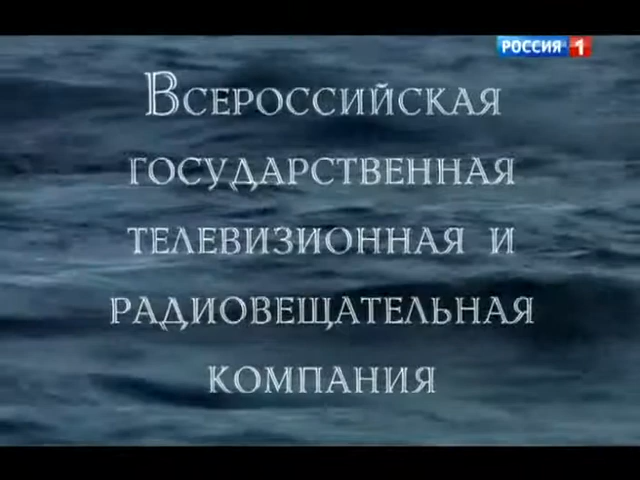 РОССИЯ 1
Всероссийская
государственная
телевизионная и
радиовещательная
компания